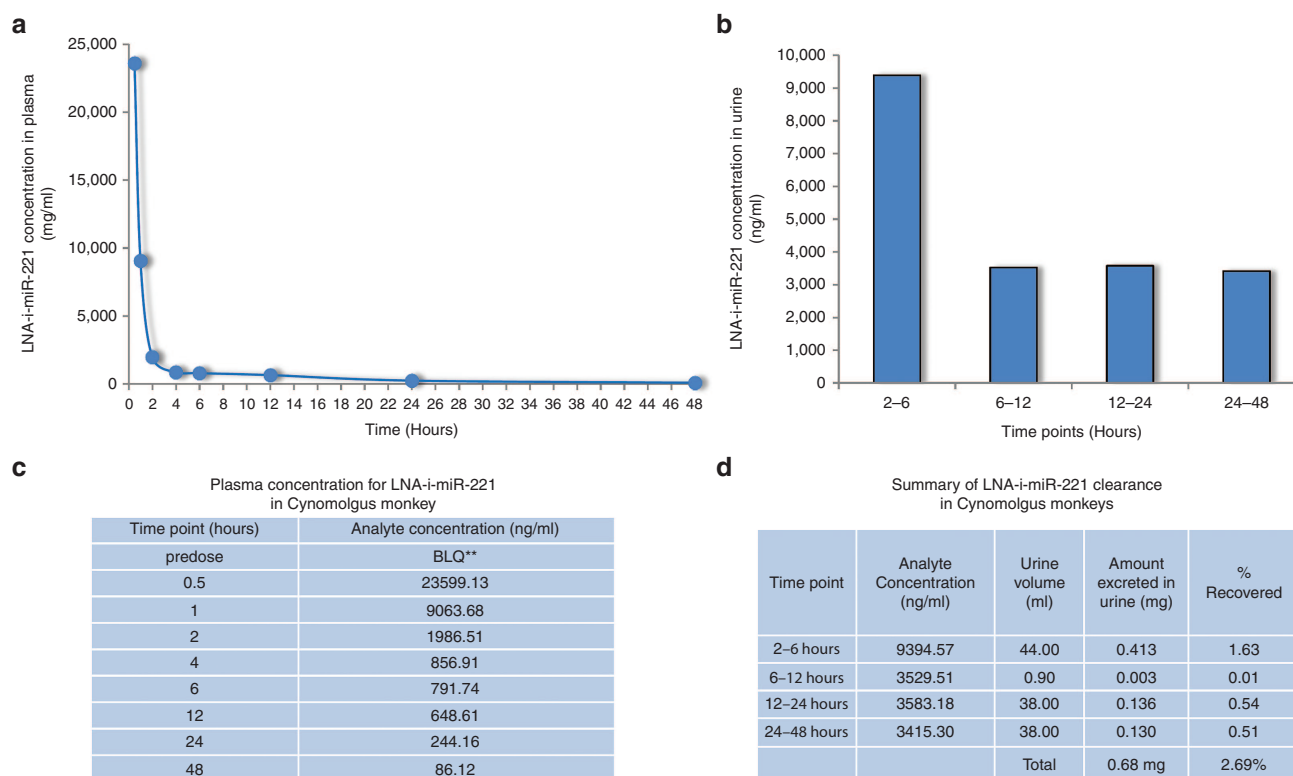 a
LNA-i-miR-221 concentration in plasma
(mg/ml)
25,000
20,000
15,000
10,000
5,000
0
0 2 4 6 8 10 12 14 16 18 20 22 24 26 28 30 32 34 36 38 40 42 44 46 48
Time (Hours)
b
LNA-i-miR-221 concentration in urine
(ng/ml)
10,000
9,000
8,000
7,000
6,000
5,000
4,000
3,000
2,000
1,000
0
2–6 6–12 12–24 24–48
Time points (Hours)
c
Plasma concentration for LNA-i-miR-221
in Cynomolgus monkey
Time point (hours) Analyte concentration (ng/ml)
predose BLQ**
0.5 23599.13
1 9063.68
2 1986.51
4 856.91
6 791.74
12 648.61
24 244.16
48 86.12
d
Summary of LNA-i-miR-221 clearance
in Cynomolgus monkeys
Time point
Analyte
Concentration
(ng/ml)
Urine
volume
(ml)
Amount
excreted in
urine (mg)
%
Recovered
2–6 hours 9394.57 44.00 0.413 1.63
6–12 hours 3529.51 0.90 0.003 0.01
12–24 hours 3583.18 38.00 0.136 0.54
24–48 hours 3415.30 38.00 0.130 0.51
Total 0.68 mg 2.69%